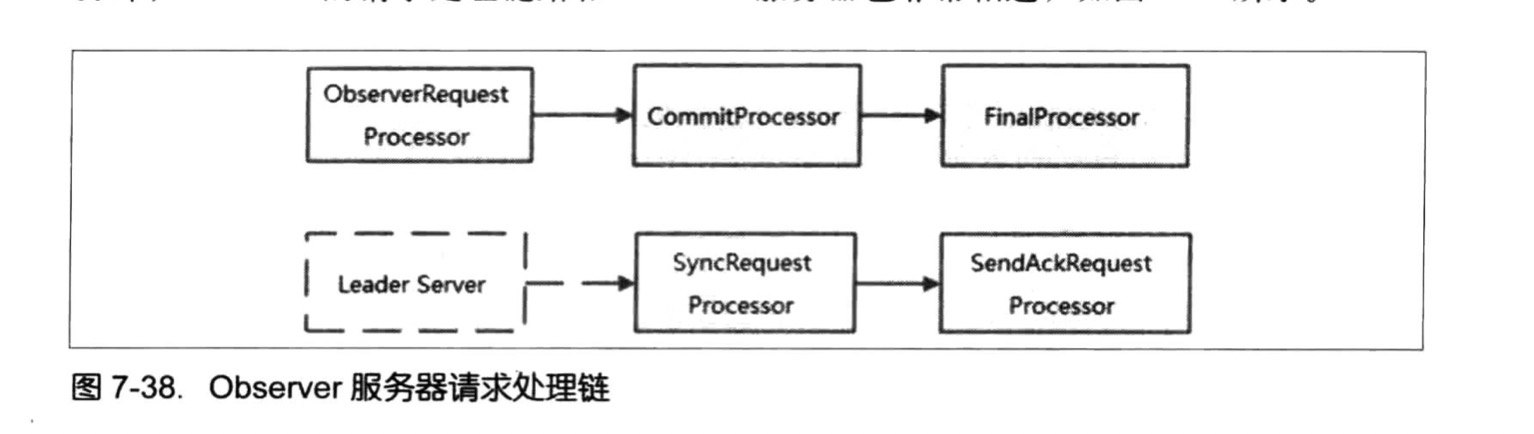 ObserverRequest
Processor
CommitProcessor
FinalProcessor
Leader Server
SyncRequest
Processor
SendAckRequest
Processor
图 7-38. Observer 服务器请求处理链